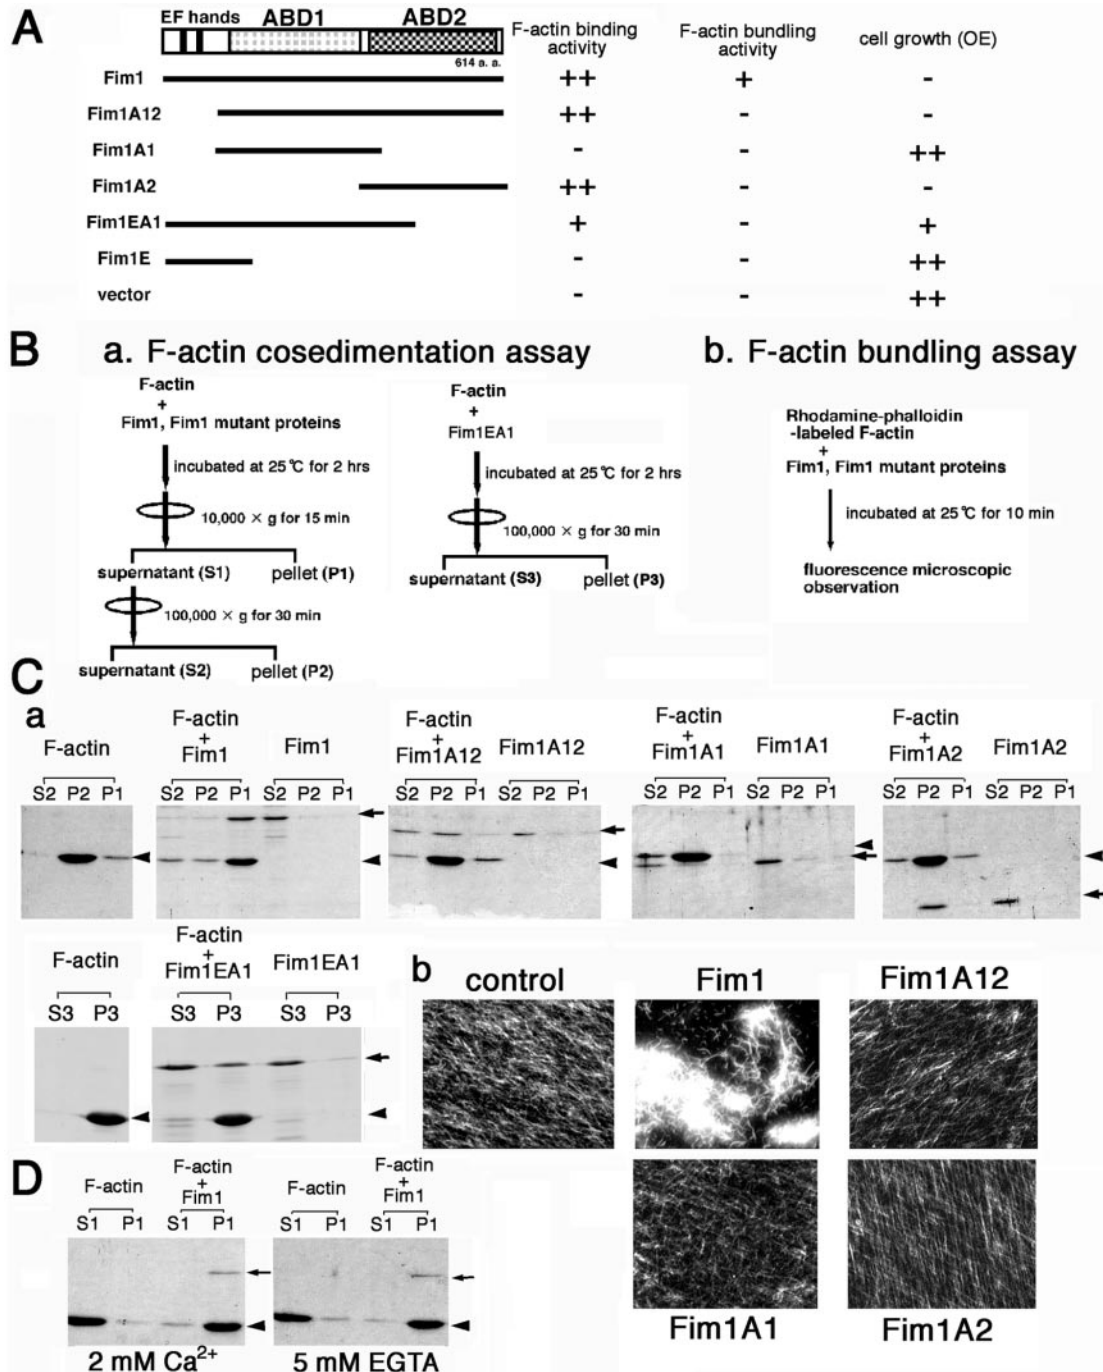 A
EF hands ABD1 ABD2
614 a. a.
F-actin binding activity
F-actin bundling activity
cell growth (OE)
Fim1 ++ + -
Fim1A12 ++ - -
Fim1A1 - - ++
Fim1A2 ++ - -
Fim1EA1 + - +
Fim1E - - ++
vector - - ++
B
a. F-actin cosedimentation assay
F-actin
+
Fim1, Fim1 mutant proteins
incubated at 25℃ for 2 hrs
10,000 × g for 15 min
supernatant (S1) pellet (P1)
100,000 × g for 30 min
supernatant (S2) pellet (P2)
F-actin
+
Fim1EA1
incubated at 25℃ for 2 hrs
100,000 × g for 30 min
supernatant (S3) pellet (P3)
b. F-actin bundling assay
Rhodamine-phalloidin
-labeled F-actin
+
Fim1, Fim1 mutant proteins
incubated at 25℃ for 10 min
fluorescence microscopic
observation
C
a
F-actin
S2 P2 P1
F-actin
+
Fim1
S2 P2 P1
Fim1
S2 P2 P1
F-actin
+
Fim1A12
S2 P2 P1
Fim1A12
S2 P2 P1
F-actin
+
Fim1A1
S2 P2 P1
Fim1A1
S2 P2 P1
F-actin
+
Fim1A2
S2 P2 P1
Fim1A2
S2 P2 P1
F-actin
S3 P3
F-actin
+
Fim1EA1
S3 P3
Fim1EA1
S3 P3
b
control Fim1 Fim1A12
Fim1A1 Fim1A2
D
F-actin
S1 P1
F-actin
+
Fim1
S1 P1
F-actin
S1 P1
F-actin
+
Fim1
S1 P1
2 mM Ca²⁺ 5 mM EGTA